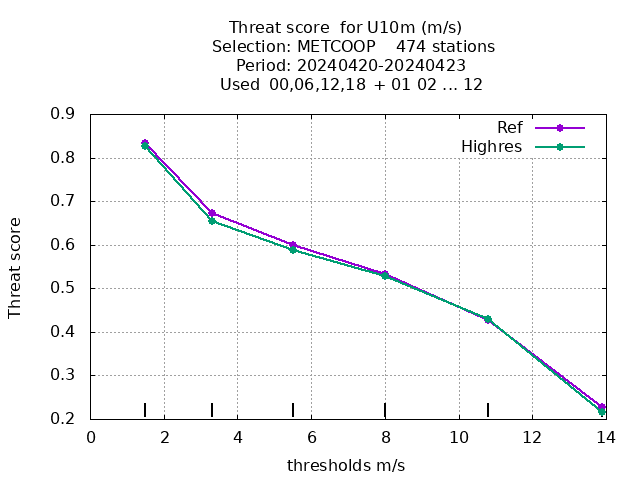 Threat score for U10m (m/s)
Selection: METCOOP 474 stations
Period: 20240420-20240423
Used 00,06,12,18 + 01 02 ... 12
Ref
Highres
0.9
0.8
0.7
0.6
0.5
0.4
0.3
0.2
Threat score
0 2 4 6 8 10 12 14
thresholds m/s